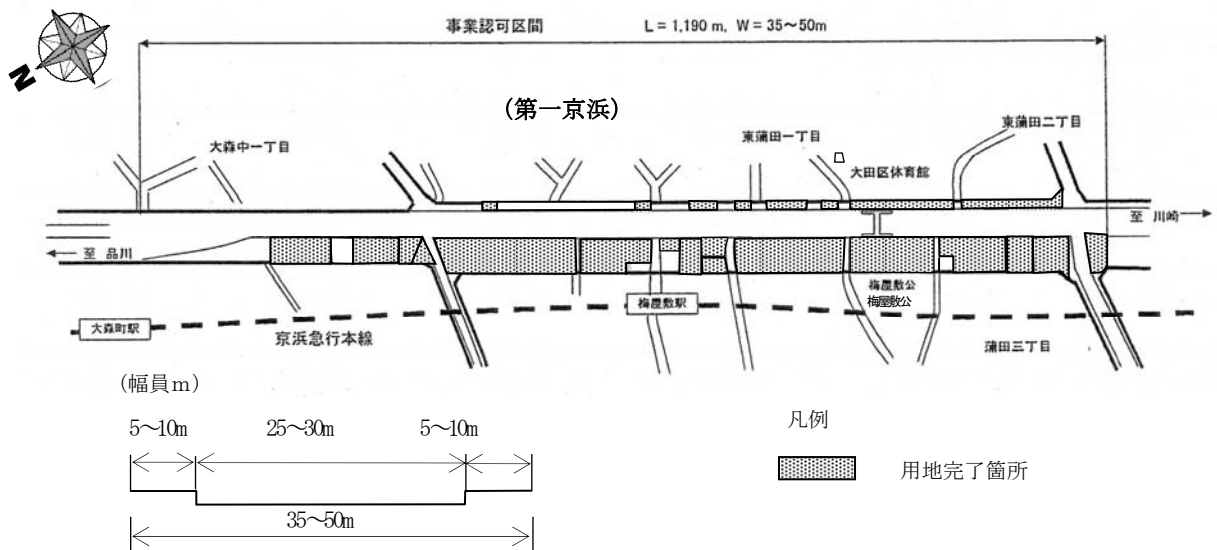 事業認可区間 L=1,190 m, W=35～50m
N
(第一京浜)
大森中一丁目
東蒲田一丁目
東蒲田二丁目
大田区体育館
至 川崎
至 品川
梅屋敷公
梅屋敷公
梅屋敷駅
大森町駅
京浜急行本線
蒲田三丁目
(幅員m)
5～10m 25～30m 5～10m
35～50m
凡例
用地完了箇所